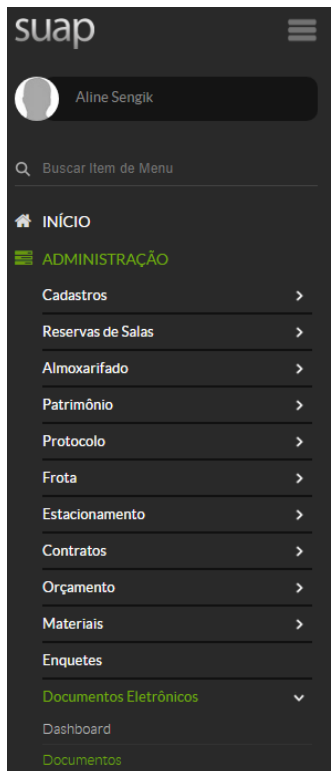 suap
Aline Sengik
Buscar Item de Menu
INÍCIO
ADMINISTRAÇÃO
Cadastros
Reservas de Salas
Almoxarifado
Patrimônio
Protocolo
Frota
Estacionamento
Contratos
Orçamento
Materiais
Enquetes
Documentos Eletrônicos
Dashboard
Documentos